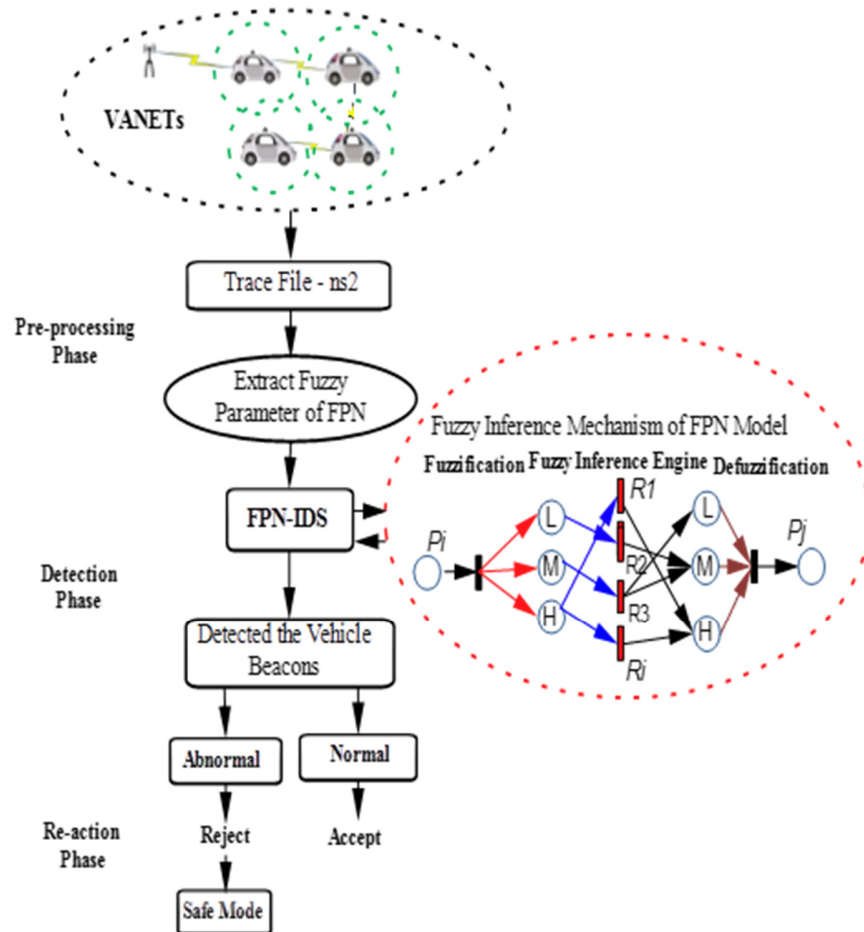 VANETs
Trace File - ns2
Pre-processing
Phase
Extract Fuzzy
Parameter of FPN
Fuzzy Inference Mechanism of FPN Model
Fuzzification
Fuzzy Inference Engine
Defuzzification
FPN-IDS
Pi
L
M
H
R1
R2
R3
Ri
L
M
H
Pj
Detection
Phase
Detected the Vehicle
Beacons
Abnormal
Normal
Re-action
Phase
Reject
Accept
Safe Mode